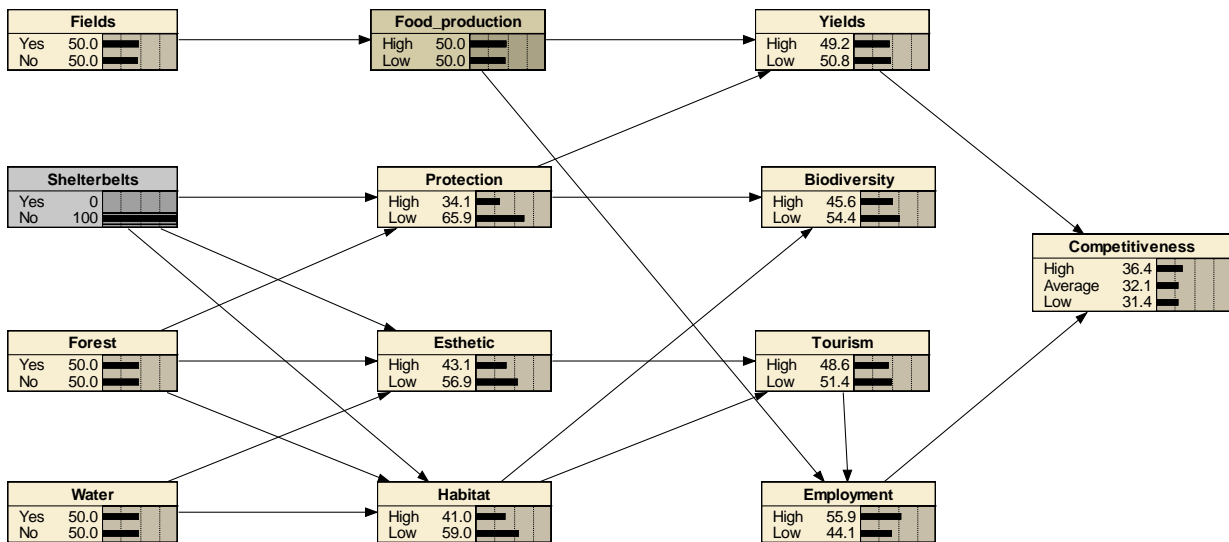 Fields
Yes 50.0
No 50.0
Food_production
High 50.0
Low 50.0
Yields
High 49.2
Low 50.8
Shelterbelts
Yes 0
No 100
Protection
High 34.1
Low 65.9
Biodiversity
High 45.6
Low 54.4
Competitiveness
High 36.4
Average 32.1
Low 31.4
Forest
Yes 50.0
No 50.0
Esthetic
High 43.1
Low 56.9
Tourism
High 48.6
Low 51.4
Water
Yes 50.0
No 50.0
Habitat
High 41.0
Low 59.0
Employment
High 55.9
Low 44.1